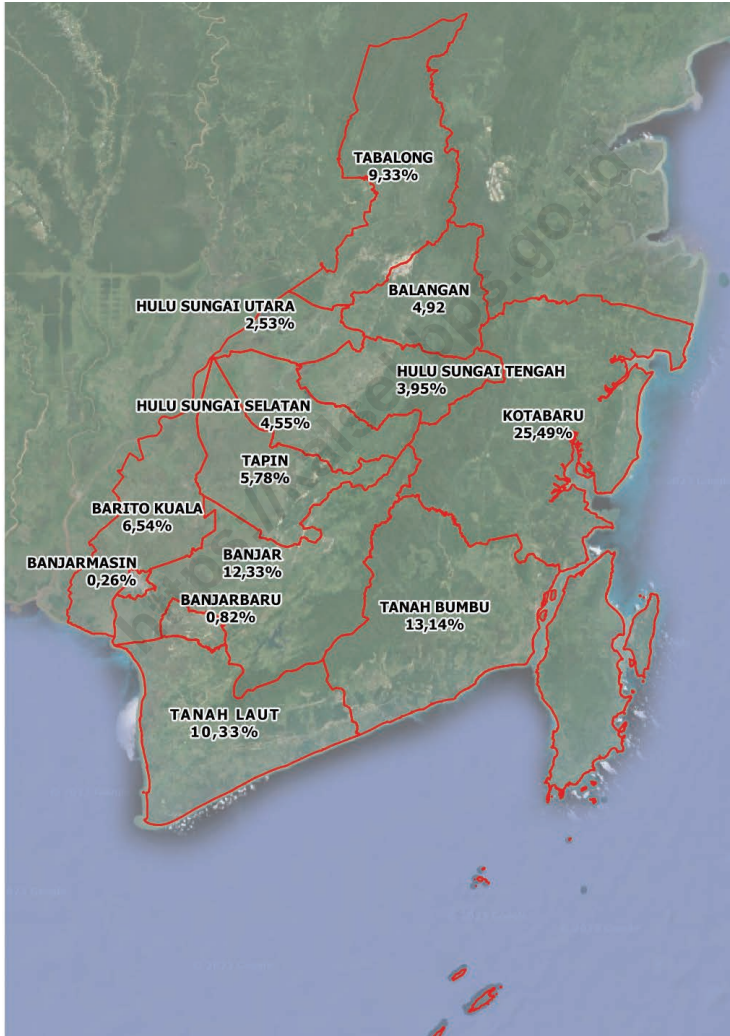 TABALONG
9,33%
BALANGAN
4,92
HULU SUNGAI UTARA
2,53%
HULU SUNGAI TENGAH
3,95%
HULU SUNGAI SELATAN
4,55%
KOTABARU
25,49%
TAPIN
5,78%
BARITO KUALA
6,54%
BANJARMASIN
0,26%
BANJAR
12,33%
BANJARBARU
0,82%
TANAH BUMBU
13,14%
TANAH LAUT
10,33%